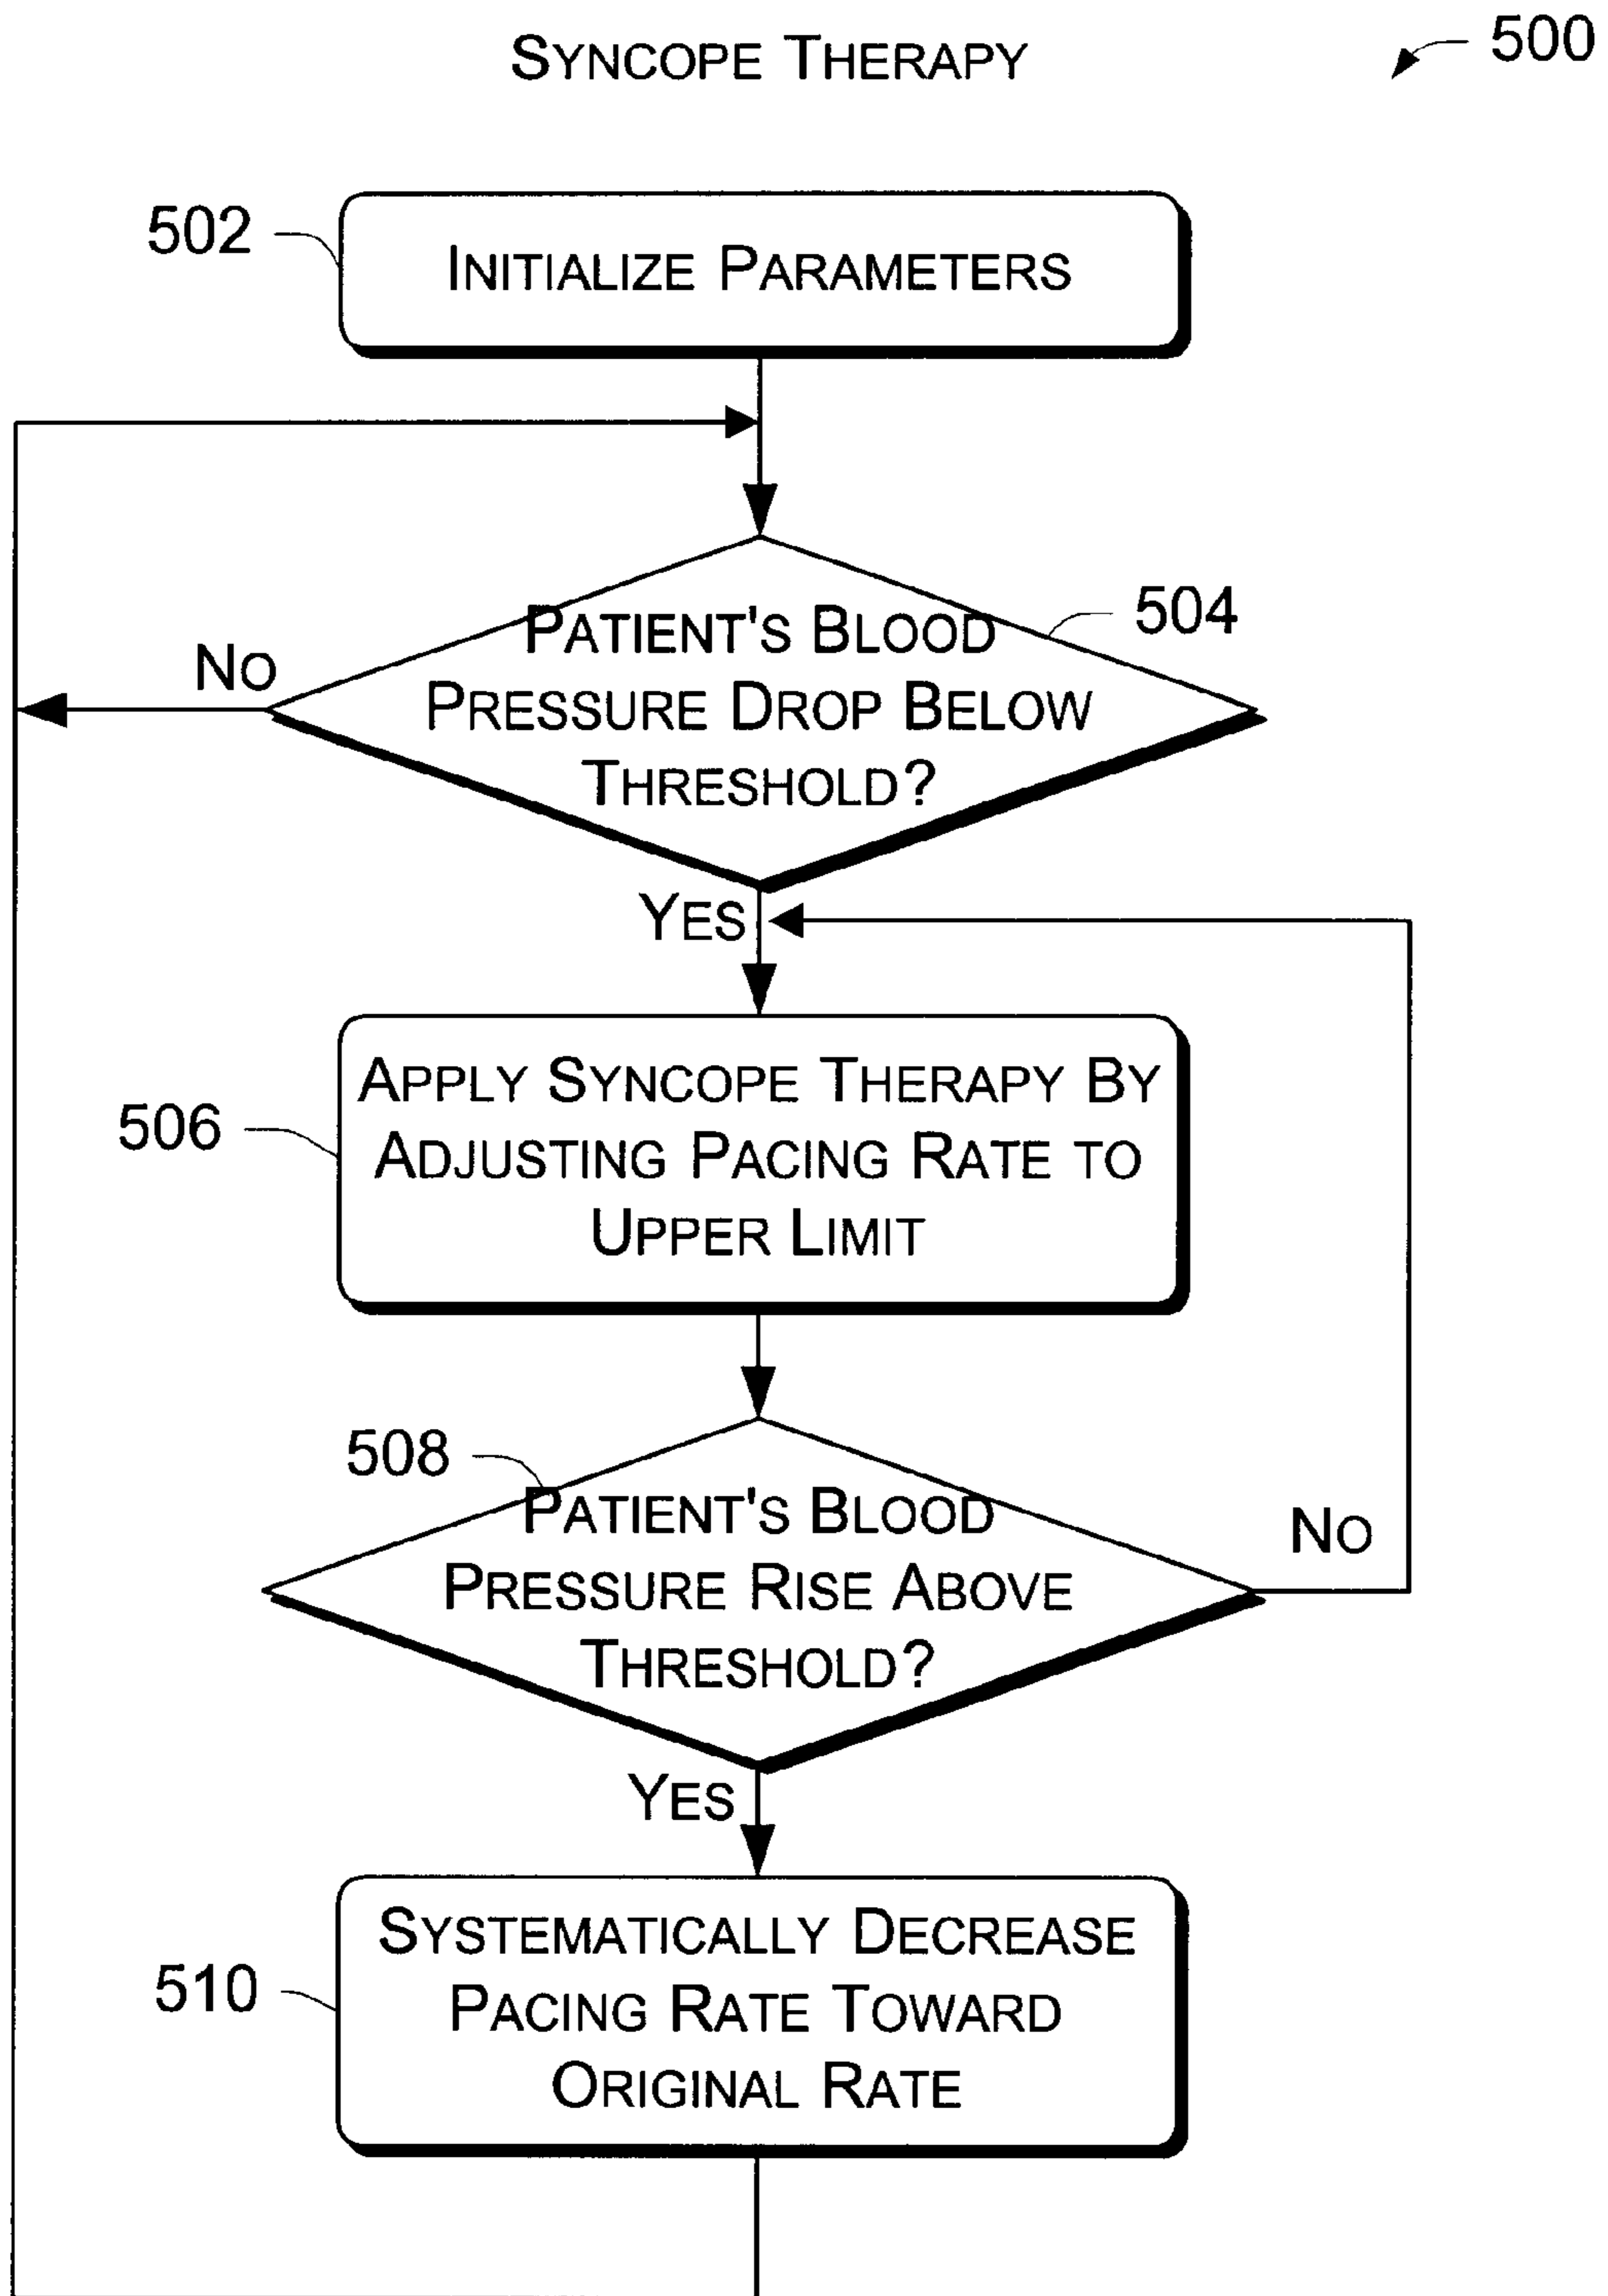 SYNCOPE THERAPY
500
502
INITIALIZE PARAMETERS
PATIENT'S BLOOD
PRESSURE DROP BELOW
THRESHOLD?
504
NO
YES
506
APPLY SYNCOPE THERAPY BY
ADJUSTING PACING RATE TO
UPPER LIMIT
508
PATIENT'S BLOOD
PRESSURE RISE ABOVE
THRESHOLD?
NO
YES
510
SYSTEMATICALLY DECREASE
PACING RATE TOWARD
ORIGINAL RATE